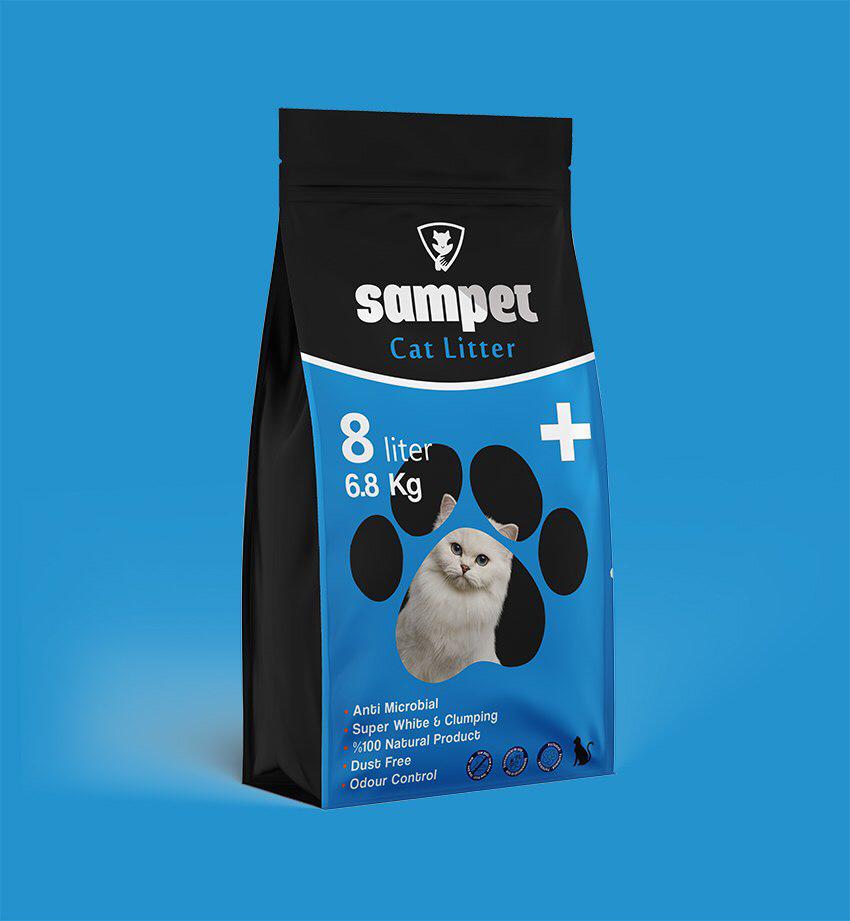 sampet
Cat Litter
8 liter
6.8 Kg
Anti Microbial
Super White & Clumping
%100 Natural Product
Dust Free
Odour Control